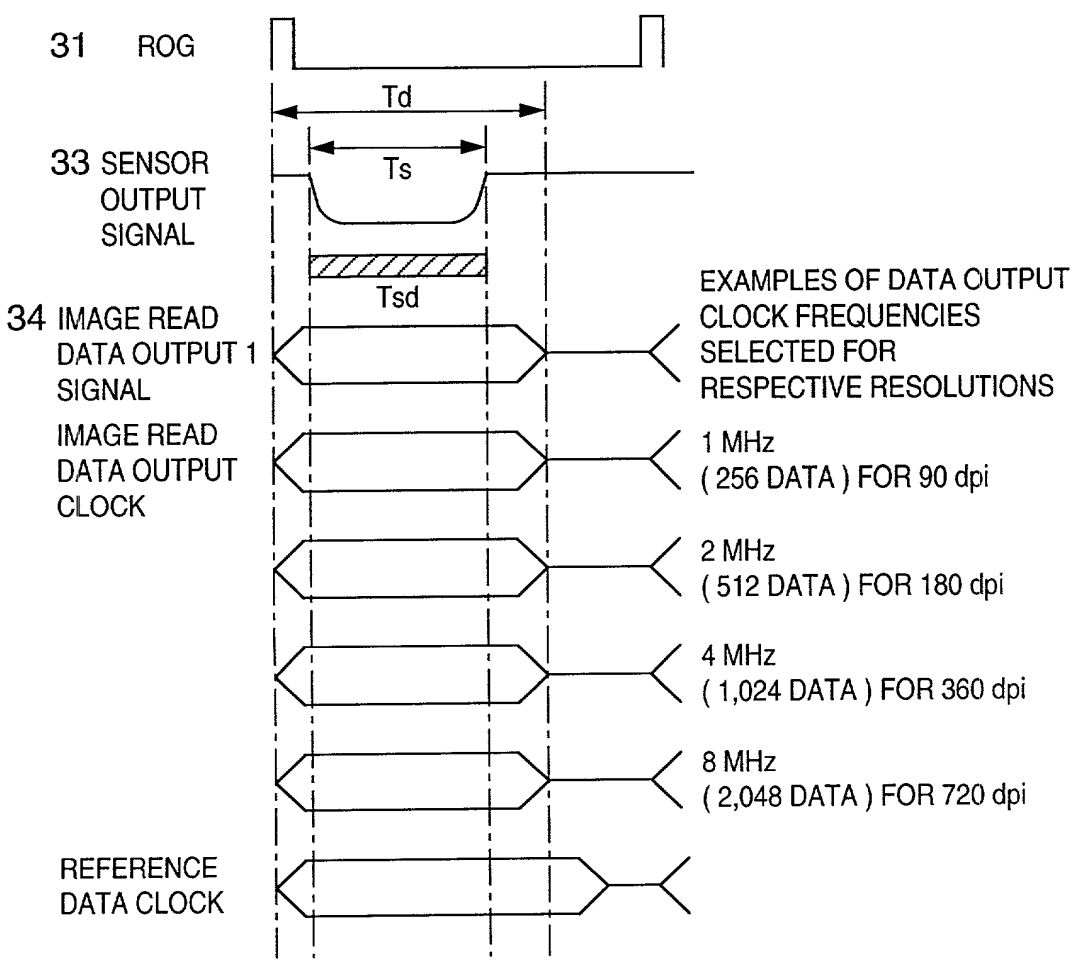 31 ROG
Td
33 SENSOR
OUTPUT
SIGNAL
Ts
Tsd
34 IMAGE READ
DATA OUTPUT 1
SIGNAL
EXAMPLES OF DATA OUTPUT
CLOCK FREQUENCIES
SELECTED FOR
RESPECTIVE RESOLUTIONS
IMAGE READ
DATA OUTPUT
CLOCK
1 MHz
( 256 DATA ) FOR 90 dpi
2 MHz
( 512 DATA ) FOR 180 dpi
4 MHz
( 1,024 DATA ) FOR 360 dpi
8 MHz
( 2,048 DATA ) FOR 720 dpi
REFERENCE
DATA CLOCK